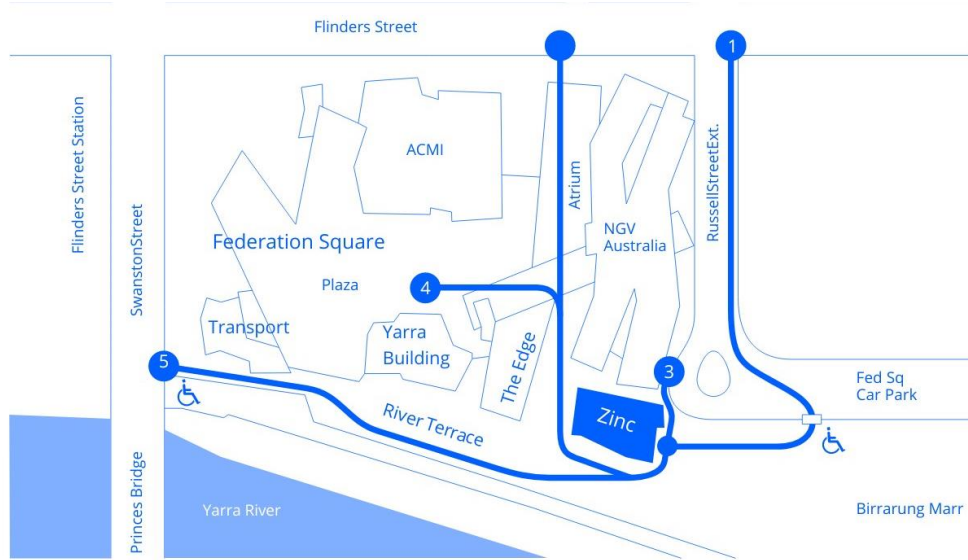 Flinders Street
1
Flinders Street Station
ACMI
Atrium
RussellStreetExt.
SwanstonStreet
NGV
Australia
Federation Square
Plaza
4
Transport
Yarra
Building
The Edge
5
3
Fed Sq
Car Park
River Terrace
Zinc
Princes Bridge
Yarra River
Birrarung Marr